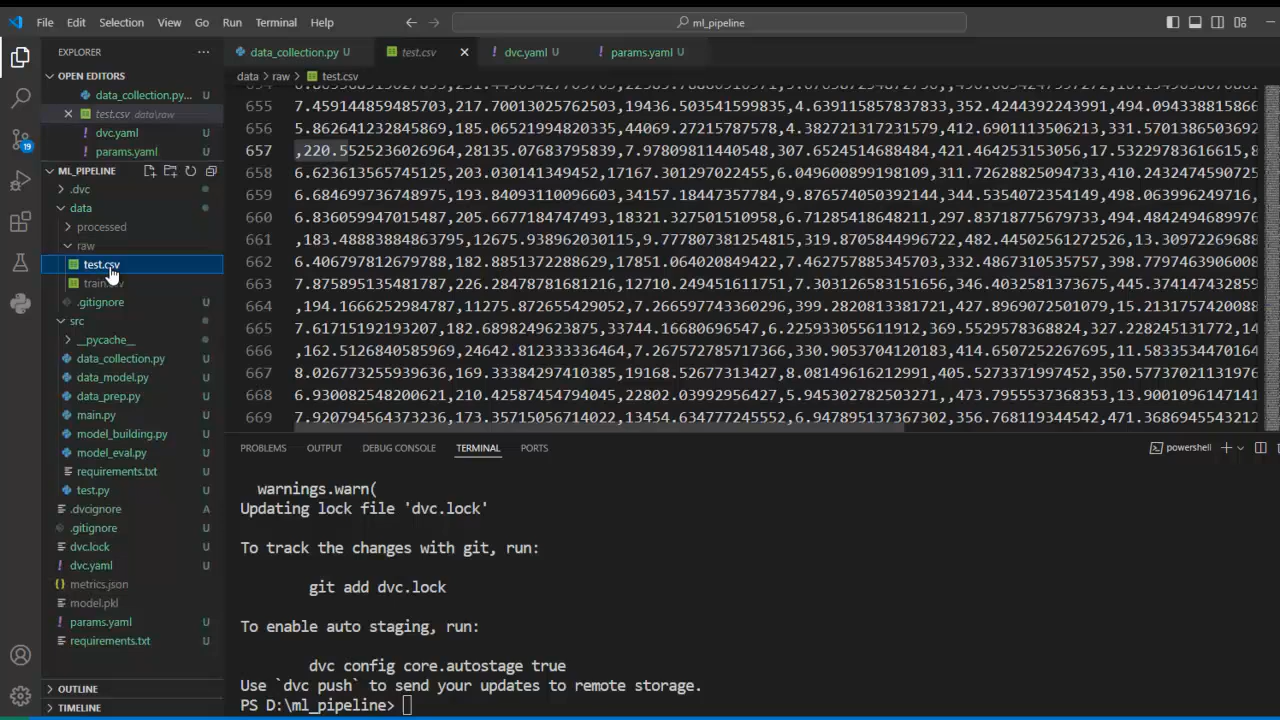 File Edit Selection View Go Run Terminal Help
ml_pipeline
EXPLORER
data_collection.py U
test.csv
dvc.yaml U
params.yaml U
OPEN EDITORS
data > raw > test.csv
data_collection.py... U
test.csv data\raw
dvc.yaml U
params.yaml U
ML_PIPELINE
.dvc
data
processed
raw
test.csv
.gitignore U
src
__pycache__
data_collection.py U
data_model.py U
data_prep.py U
main.py U
model_building.py U
model_eval.py U
requirements.txt U
test.py U
.dvcignore A
.gitignore U
dvc.lock U
dvc.yaml U
metrics.json
model.pkl
params.yaml U
requirements.txt U
OUTLINE
TIMELINE
19
655 7.459144859485703,217.70013025762503,19436.503541599835,4.639115857837833,352.4244392243991,494.094338815866
656 5.862641232845869,185.06521994820335,44069.27215787578,4.382721317231579,412.6901113506213,331.5701386503692
657 ,220.5525236026964,28135.07683795839,7.97809811440548,307.6525514688484,421.464253153056,17.53229783616615,8
658 6.623613565745125,203.030141349452,17167.301297022455,6.049600899198109,311.72628825094733,410.2432474590725
659 6.684699736748975,193.84093110096603,34157.18447357784,9.876574050392144,344.5354072354149,498.063996249716,
660 6.836059947015487,205.6677184747493,18321.327501510958,6.71285418648211,297.83718775679733,494.4842494689976
661 ,183.48883884863795,12675.938962030115,9.777807381254815,319.8705844996722,482.44502561272526,13.30972269688
662 6.406797812679732,182.8851372288629,17851.064020849422,7.462757885345703,332.4867352679758,398.7797463906008
663 7.875895135481787,226.28478781681216,12710.249451611751,7.303126583151656,346.4032581373675,445.374147432859
664 ,194.1666252984787,11275.872655429052,7.266597743360296,399.2820813381721,427.8969072501079,15.2131757420088
665 7.61715192193207,182.6898249623875,33744.16680696547,6.225933055611912,369.5529578368824,327.228245131772,14
666 ,162.5126840585969,24642.812333336464,7.267572785717366,330.9053704120183,414.6507252267695,11.5833534470164
667 8.026773255939636,169.33384297410385,19168.52677313427,8.08149616212991,405.5273371997452,350.57737021131976
668 6.930082548200621,210.42587454794045,22802.03992956427,5.945302782503271,,473.7955537368353,13.9001096147141
669 7.920794564373236,173.35715056714022,13454.634777245552,6.947895137367302,356.768119344542,471.3686945543212
PROBLEMS OUTPUT DEBUG CONSOLE TERMINAL PORTS
powershell
warnings.warn(
Updating lock file 'dvc.lock'
To track the changes with git, run:
git add dvc.lock
To enable auto staging, run:
dvc config core.autostage true
Use `dvc push` to send your updates to remote storage.
PS D:\ml_pipeline>